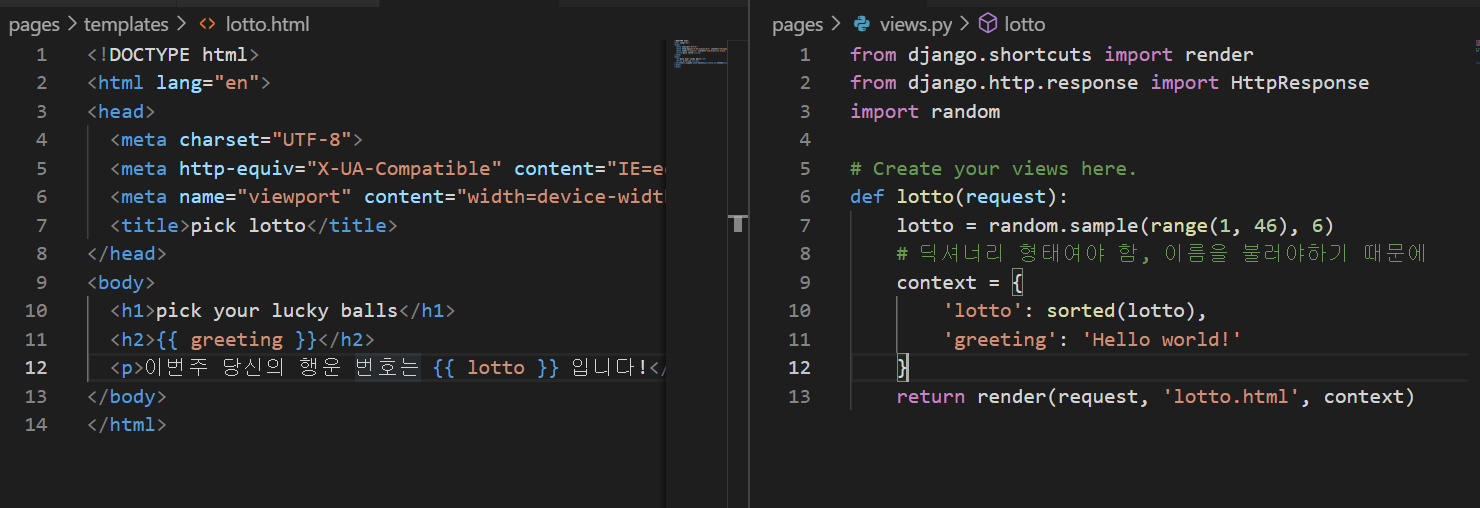 pages > templates > <> lotto.html
1 <!DOCTYPE html>
2 <html lang="en">
3 <head>
4 <meta charset="UTF-8">
5 <meta http-equiv="X-UA-Compatible" content="IE=
6 <meta name="viewport" content="width=device-widt
7 <title>pick lotto</title>
8 </head>
9 <body>
10 <h1>pick your lucky balls</h1>
11 <h2>{{ greeting }}</h2>
12 <p>이번주 당신의 행운 번호는 {{ lotto }} 입니다!</
13 </body>
14 </html>
pages > views.py > lotto
1 from django.shortcuts import render
2 from django.http.response import HttpResponse
3 import random
4
5 # Create your views here.
6 def lotto(request):
7 lotto = random.sample(range(1, 46), 6)
8 # 딕셔너리 형태여야 함, 이름을 불러야하기 때문에
9 context = {
10 'lotto': sorted(lotto),
11 'greeting': 'Hello world!'
12 }
13 return render(request, 'lotto.html', context)